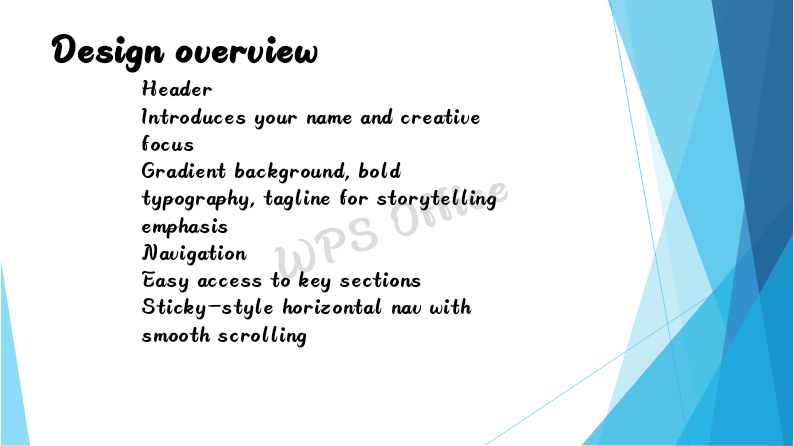 Design overview
Header
Introduces your name and creative
focus
Gradient background, bold
typography, tagline for storytelling
emphasis
Navigation
Easy access to key sections
Sticky-style horizontal nav with
smooth scrolling
WPS Office